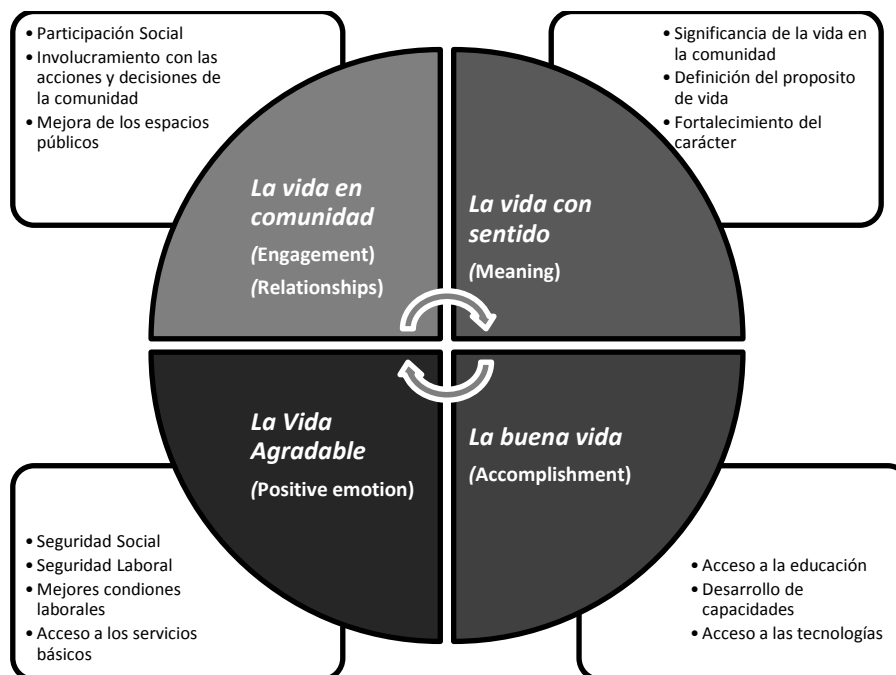 • Participación Social
• Involucramiento con las
acciones y decisiones de
la comunidad
• Mejora de los espacios
públicos
• Significancia de la vida en
la comunidad
• Definición del proposito
de vida
• Fortalecimiento del
carácter
La vida en
comunidad
(Engagement)
(Relationships)
La vida con
sentido
(Meaning)
La Vida
Agradable
(Positive emotion)
La buena vida
(Accomplishment)
• Seguridad Social
• Seguridad Laboral
• Mejores condiones
laborales
• Acceso a los servicios
básicos
• Acceso a la educación
• Desarrollo de
capacidades
• Acceso a las tecnologías